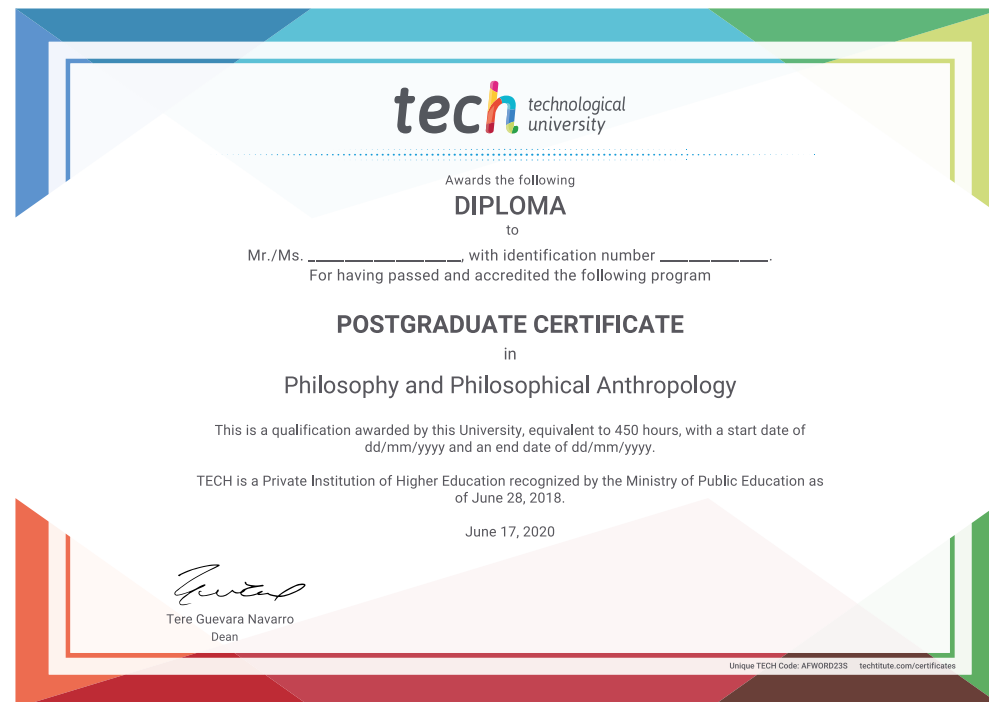 tech technological
university
Awards the following
DIPLOMA
to
Mr./Ms. ____________________, with identification number ______________.
For having passed and accredited the following program
POSTGRADUATE CERTIFICATE
in
Philosophy and Philosophical Anthropology
This is a qualification awarded by this University, equivalent to 450 hours, with a start date of
dd/mm/yyyy and an end date of dd/mm/yyyy.
TECH is a Private Institution of Higher Education recognized by the Ministry of Public Education as
of June 28, 2018.
June 17, 2020
Tere Guevara Navarro
Dean
Unique TECH Code: AFWORD23S techtitute.com/certificates